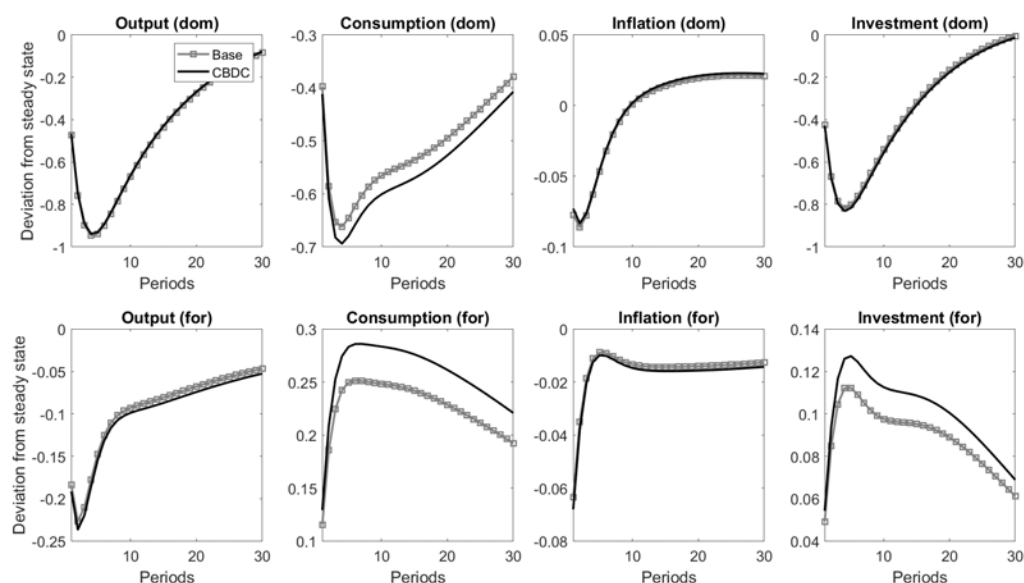 Output (dom)
Consumption (dom)
Inflation (dom)
Investment (dom)
Deviation from steady state
0
-0.2
-0.4
-0.6
-0.8
-1
Base
CBDC
10 20 30
Periods
-0.3
-0.4
-0.5
-0.6
-0.7
10 20 30
Periods
0.05
0
-0.05
-0.1
10 20 30
Periods
0
-0.2
-0.4
-0.6
-0.8
-1
10 20 30
Periods
Output (for)
Consumption (for)
Inflation (for)
Investment (for)
Deviation from steady state
0
-0.05
-0.1
-0.15
-0.2
-0.25
10 20 30
Periods
0.3
0.25
0.2
0.15
0.1
10 20 30
Periods
0
-0.02
-0.04
-0.06
-0.08
10 20 30
Periods
0.14
0.12
0.1
0.08
0.06
0.04
10 20 30
Periods